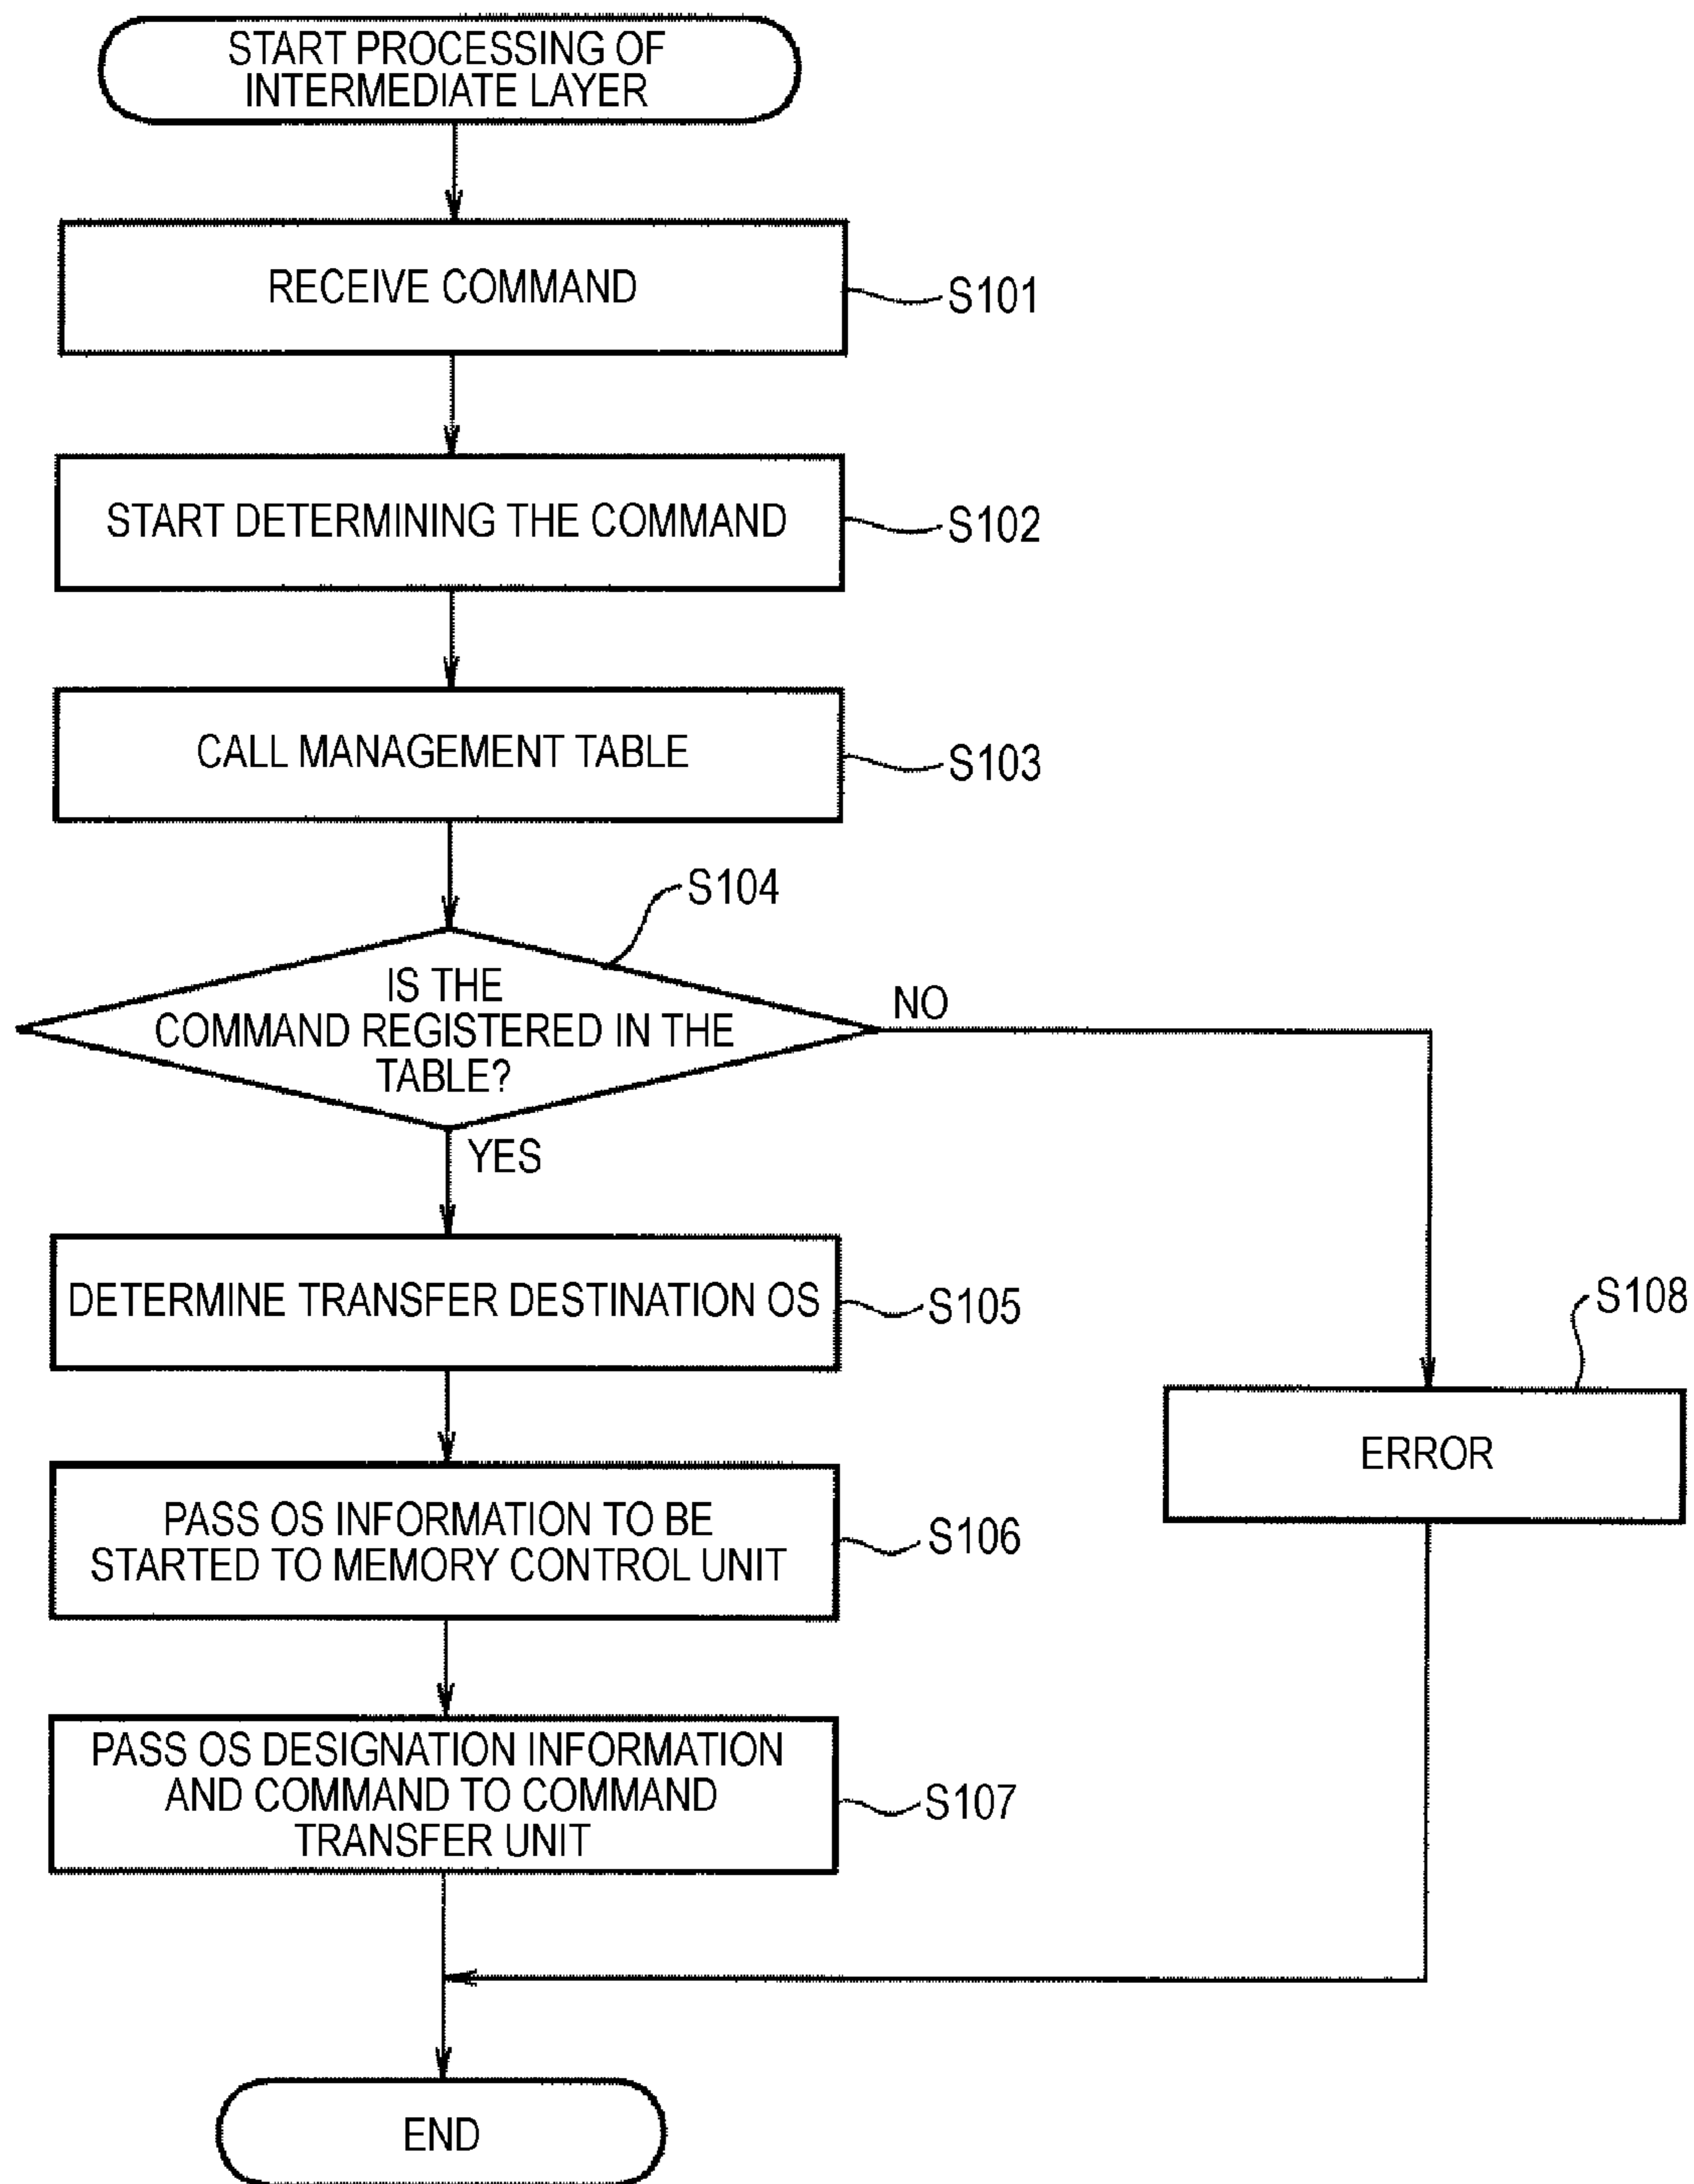 START PROCESSING OF
INTERMEDIATE LAYER
RECEIVE COMMAND
S101
START DETERMINING THE COMMAND
S102
CALL MANAGEMENT TABLE
S103
S104
IS THE
COMMAND REGISTERED IN THE
TABLE?
NO
YES
DETERMINE TRANSFER DESTINATION OS
S105
S108
ERROR
PASS OS INFORMATION TO BE
STARTED TO MEMORY CONTROL UNIT
S106
PASS OS DESIGNATION INFORMATION
AND COMMAND TO COMMAND
TRANSFER UNIT
S107
END